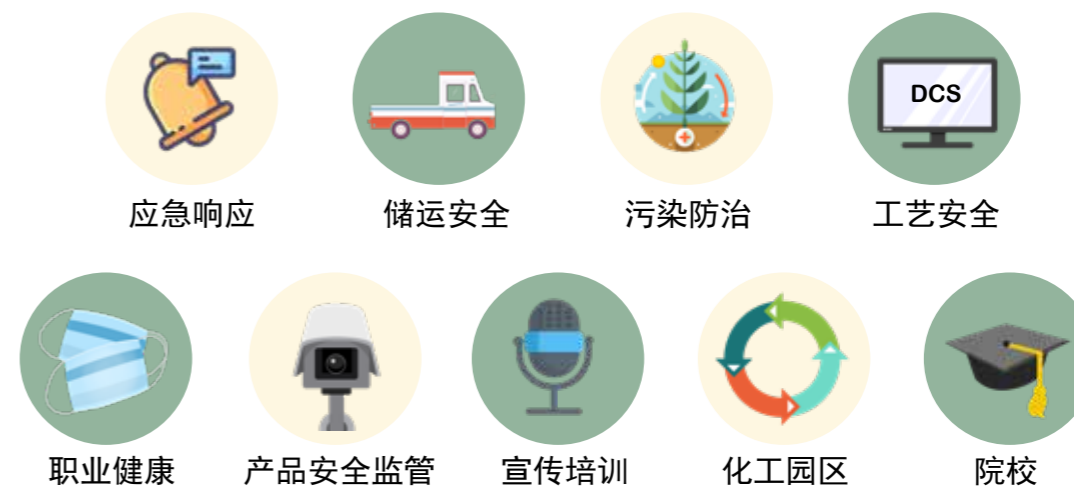 DCS
应急响应
储运安全
污染防治
工艺安全
职业健康
产品安全监管
宣传培训
化工园区
院校